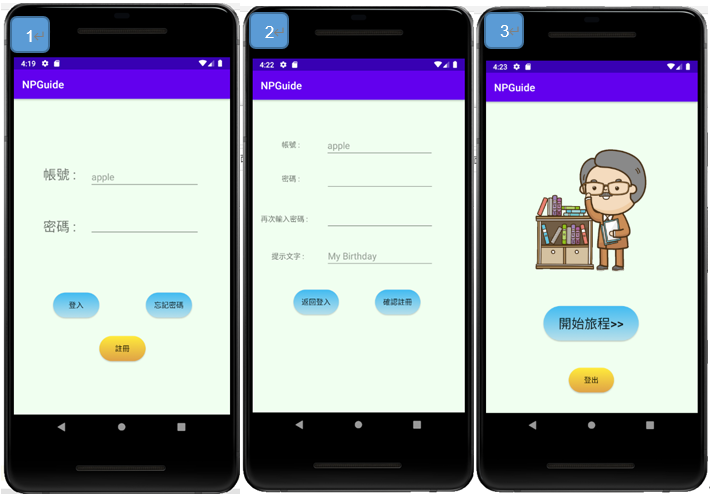 1
4:19
NPGuide
帳號 : apple
密碼 :
登入 忘記密碼
註冊
2
4:22
NPGuide
帳號 : apple
密碼 :
再次輸入密碼 :
提示文字 : My Birthday
返回登入 確認註冊
3
4:23
NPGuide
開始旅程>>
登出